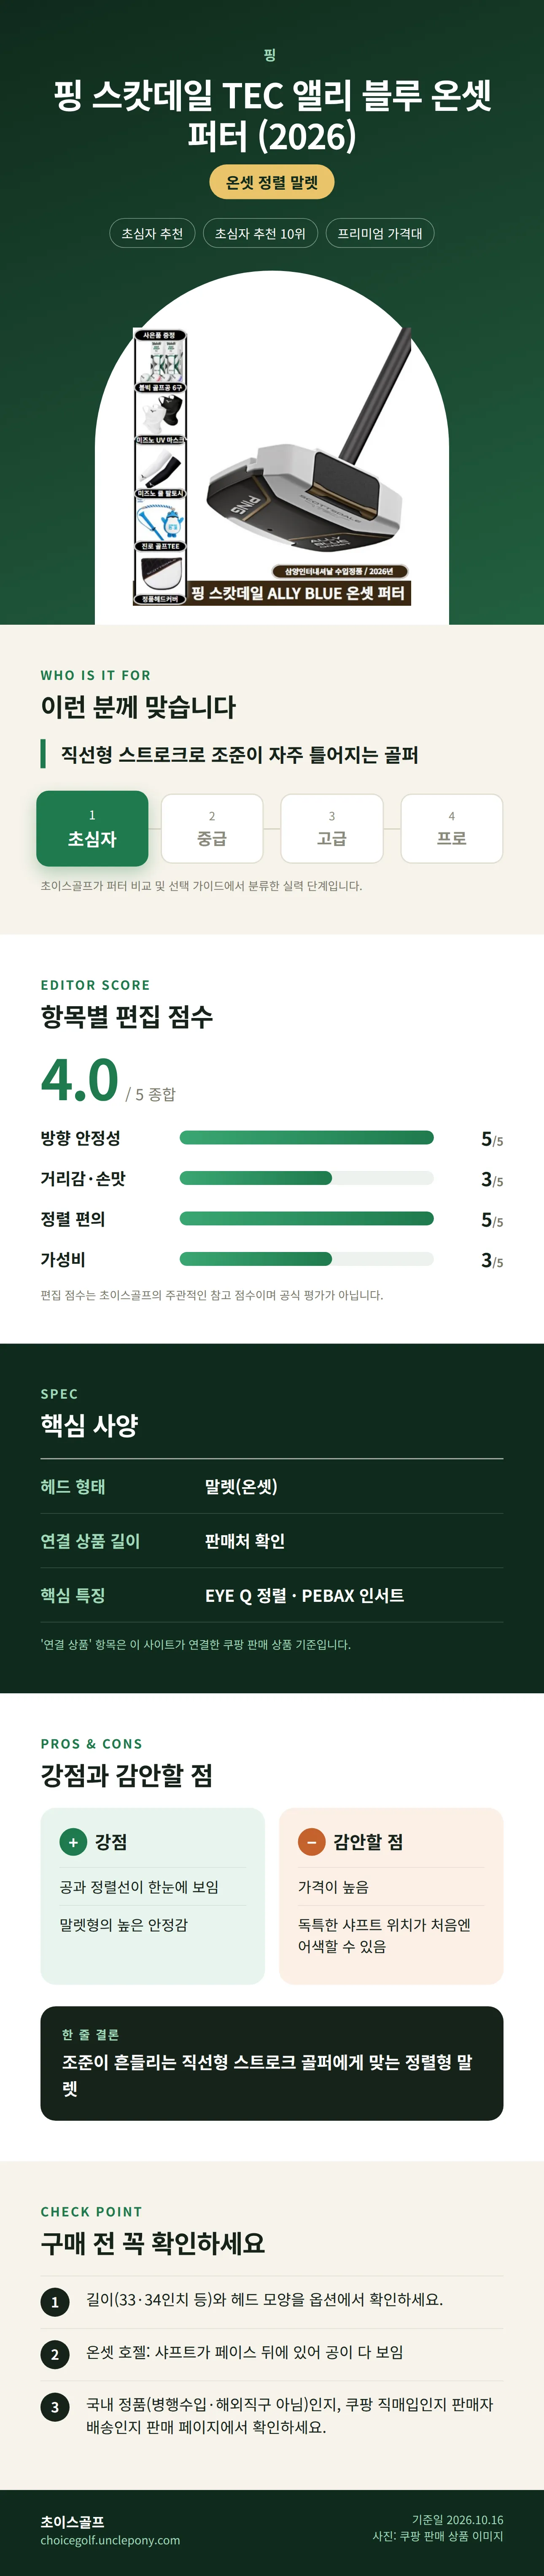 핑
핑 스캇데일 TEC 앨리 블루 온셋
퍼터 (2026)
온셋 정렬 말렛
초심자 추천
초심자 추천 10위
프리미엄 가격대
사은품 증정
볼빅 골프공 6구
미즈노 UV 마스크
미즈노 쿨 팔토시
진로 골프TEE
정품헤드커버
PING
SCOTTSDALE
ALLY BLUE
삼양인터내셔날 수입정품 / 2026년
핑 스캇데일 ALLY BLUE 온셋 퍼터
WHO IS IT FOR
이런 분께 맞습니다
직선형 스트로크로 조준이 자주 틀어지는 골퍼
1
초심자
2
중급
3
고급
4
프로
초이스골프가 퍼터 비교 및 선택 가이드에서 분류한 실력 단계입니다.
EDITOR SCORE
항목별 편집 점수
4.0 / 5 종합
방향 안정성 5/5
거리감·손맛 3/5
정렬 편의 5/5
가성비 3/5
편집 점수는 초이스골프의 주관적인 참고 점수이며 공식 평가가 아닙니다.
SPEC
핵심 사양
헤드 형태 말렛(온셋)
연결 상품 길이 판매처 확인
핵심 특징 EYE Q 정렬 · PEBAX 인서트
'연결 상품' 항목은 이 사이트가 연결한 쿠팡 판매 상품 기준입니다.
PROS & CONS
강점과 감안할 점
+ 강점
공과 정렬선이 한눈에 보임
말렛형의 높은 안정감
− 감안할 점
가격이 높음
독특한 샤프트 위치가 처음엔
어색할 수 있음
한 줄 결론
조준이 흔들리는 직선형 스트로크 골퍼에게 맞는 정렬형 말
렛
CHECK POINT
구매 전 꼭 확인하세요
1 길이(33·34인치 등)와 헤드 모양을 옵션에서 확인하세요.
2 온셋 호젤: 샤프트가 페이스 뒤에 있어 공이 다 보임
3 국내 정품(병행수입·해외직구 아님)인지, 쿠팡 직매입인지 판매자
배송인지 판매 페이지에서 확인하세요.
초이스골프
choicegolf.unclepony.com
기준일 2026.10.16
사진: 쿠팡 판매 상품 이미지